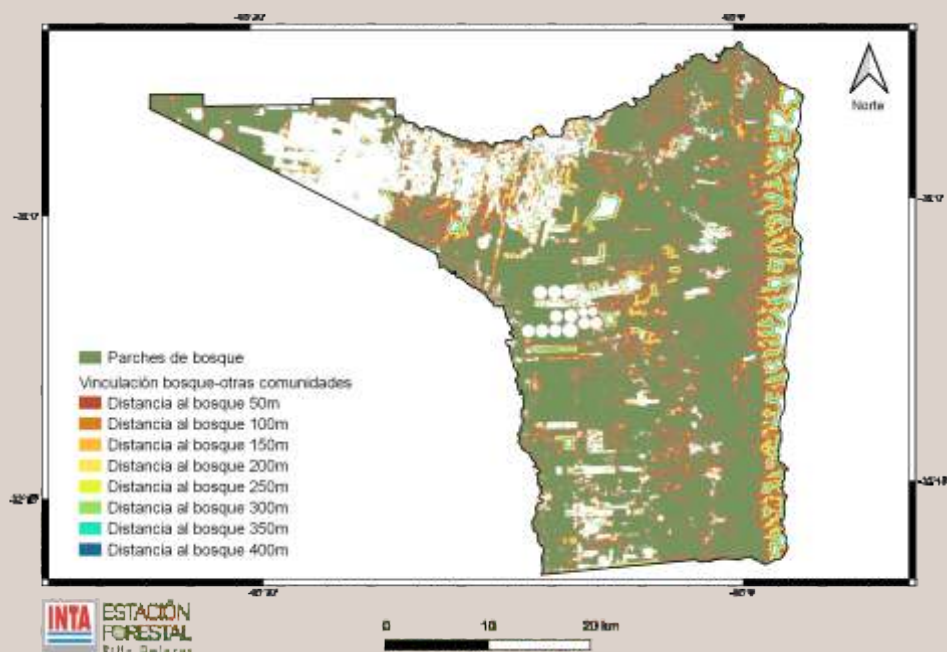 Norte
Parches de bosque
Vinculación bosque-otras comunidades
Distancia al bosque 50m
Distancia al bosque 100m
Distancia al bosque 150m
Distancia al bosque 200m
Distancia al bosque 250m
Distancia al bosque 300m
Distancia al bosque 350m
Distancia al bosque 400m
INTA
ESTACIÓN
FORESTAL
0 10 20 km